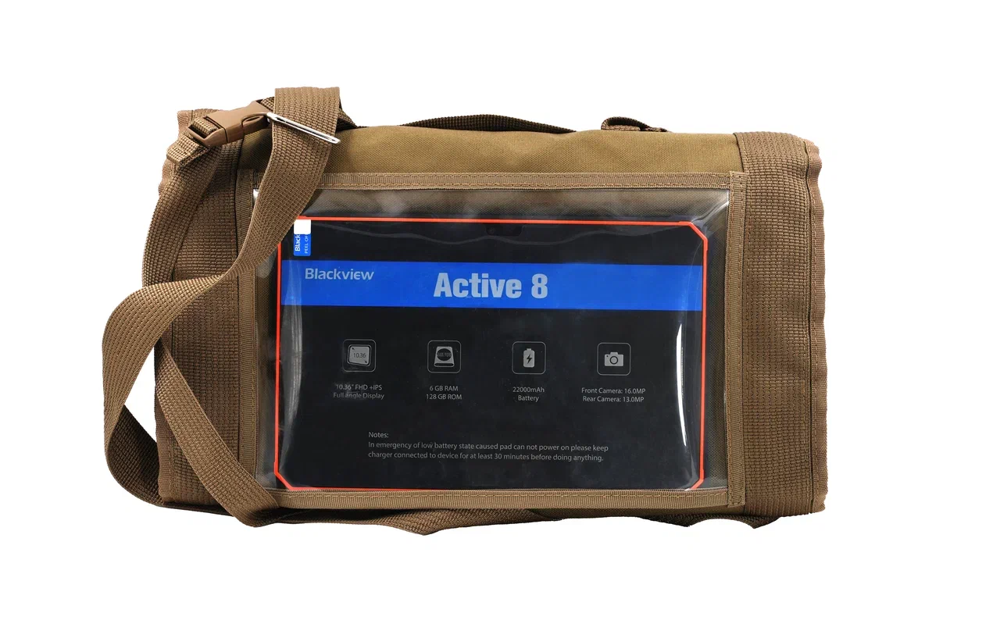 Black
PEEL OF
Blackview
Active 8
10.36
10.36" FHD +IPS
Full angle Display
6 GB RAM
128 GB ROM
22000mAh
Battery
Front Camera: 16.0MP
Rear Camera: 13.0MP
Notes:
In emergency of low battery state caused pad can not power on please keep
charger connected to device for at least 30 minutes before doing anything.